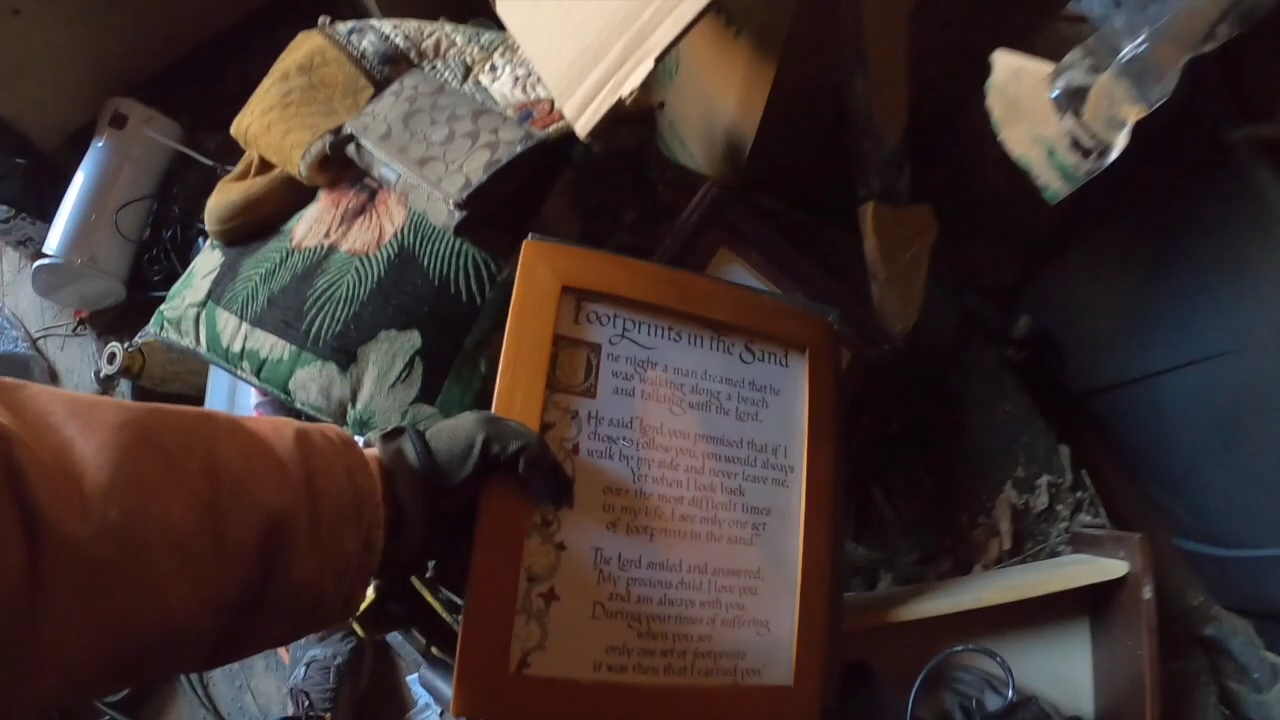 Footprints in the Sand
One night a man dreamed that he
was walking along a beach
and talking with the Lord.
He said, "Lord, you promised that if I
chose to follow you, you would always
walk by my side and never leave me.
Yet when I look back
over the most difficult times
in my life, I see only one set
of footprints in the sand."
The Lord smiled and answered,
"My precious child, I love you
and am always with you.
During your times of suffering
when you see
only one set of footprints
it was then that I carried you"